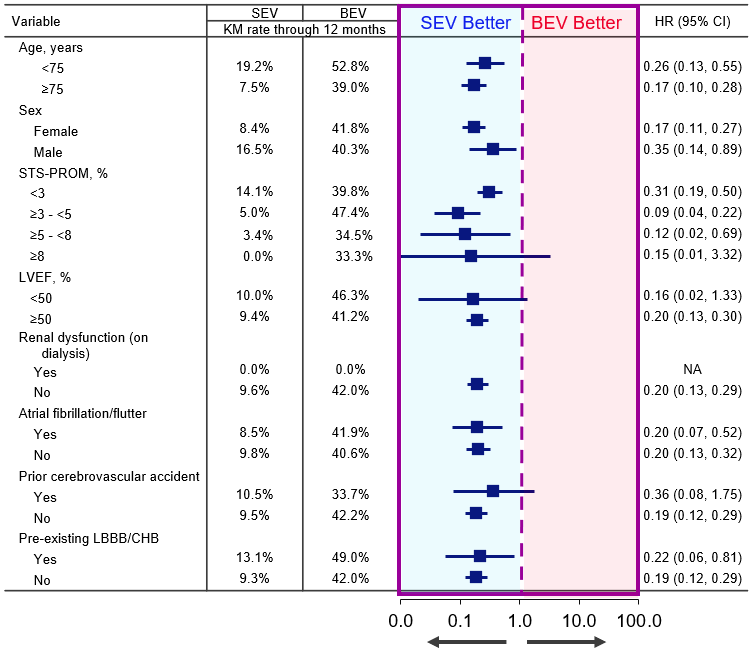 Variable SEV BEV SEV Better BEV Better HR (95% CI)
KM rate through 12 months
Age, years
<75 19.2% 52.8% 0.26 (0.13, 0.55)
≥75 7.5% 39.0% 0.17 (0.10, 0.28)
Sex
Female 8.4% 41.8% 0.17 (0.11, 0.27)
Male 16.5% 40.3% 0.35 (0.14, 0.89)
STS-PROM, %
<3 14.1% 39.8% 0.31 (0.19, 0.50)
≥3 - <5 5.0% 47.4% 0.09 (0.04, 0.22)
≥5 - <8 3.4% 34.5% 0.12 (0.02, 0.69)
≥8 0.0% 33.3% 0.15 (0.01, 3.32)
LVEF, %
<50 10.0% 46.3% 0.16 (0.02, 1.33)
≥50 9.4% 41.2% 0.20 (0.13, 0.30)
Renal dysfunction (on
dialysis)
Yes 0.0% 0.0% NA
No 9.6% 42.0% 0.20 (0.13, 0.29)
Atrial fibrillation/flutter
Yes 8.5% 41.9% 0.20 (0.07, 0.52)
No 9.8% 40.6% 0.20 (0.13, 0.32)
Prior cerebrovascular accident
Yes 10.5% 33.7% 0.36 (0.08, 1.75)
No 9.5% 42.2% 0.19 (0.12, 0.29)
Pre-existing LBBB/CHB
Yes 13.1% 49.0% 0.22 (0.06, 0.81)
No 9.3% 42.0% 0.19 (0.12, 0.29)
0.0 0.1 1.0 10.0 100.0